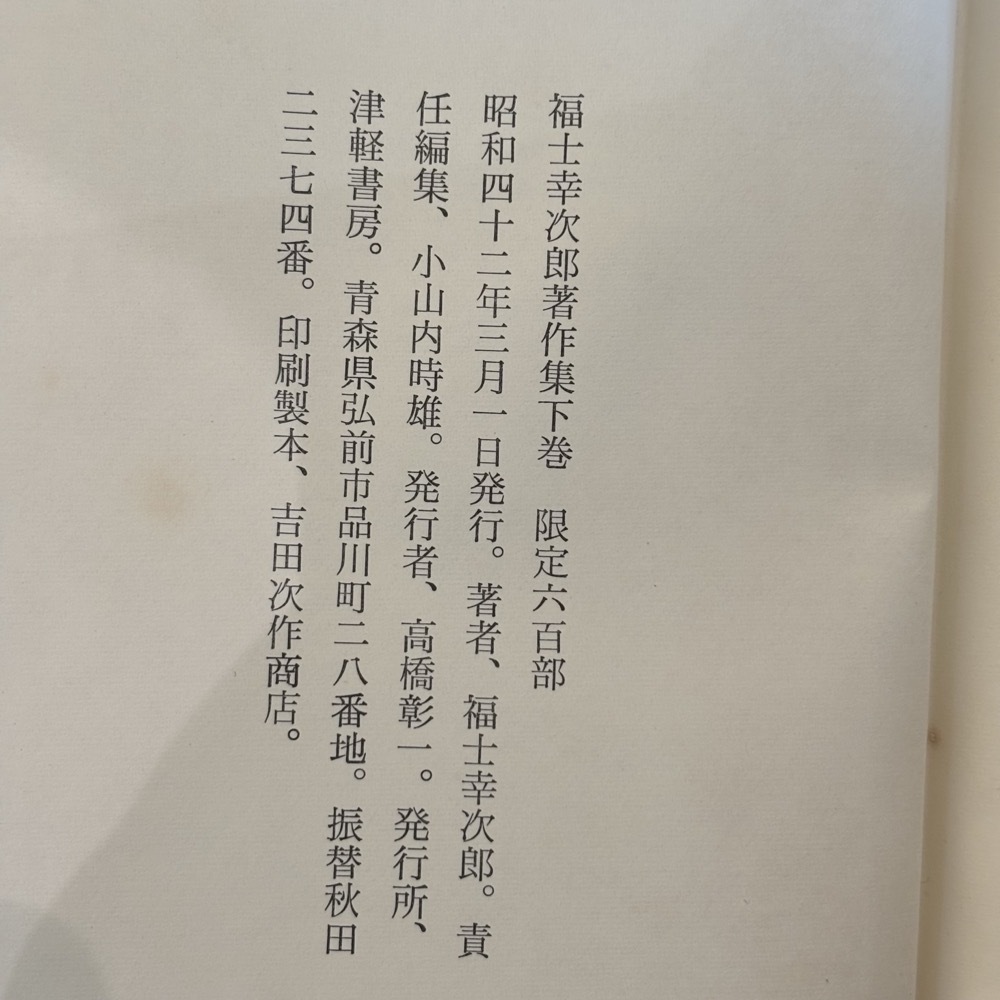 福士幸次郎著作集下巻　限定六百部
昭和四十二年三月一日発行。著者、福士幸次郎。責
任編集、小山内時雄。発行者、高橋彰一。発行所、
津軽書房。青森県弘前市品川町二八番地。振替秋田
二三七四番。印刷製本、吉田次作商店。